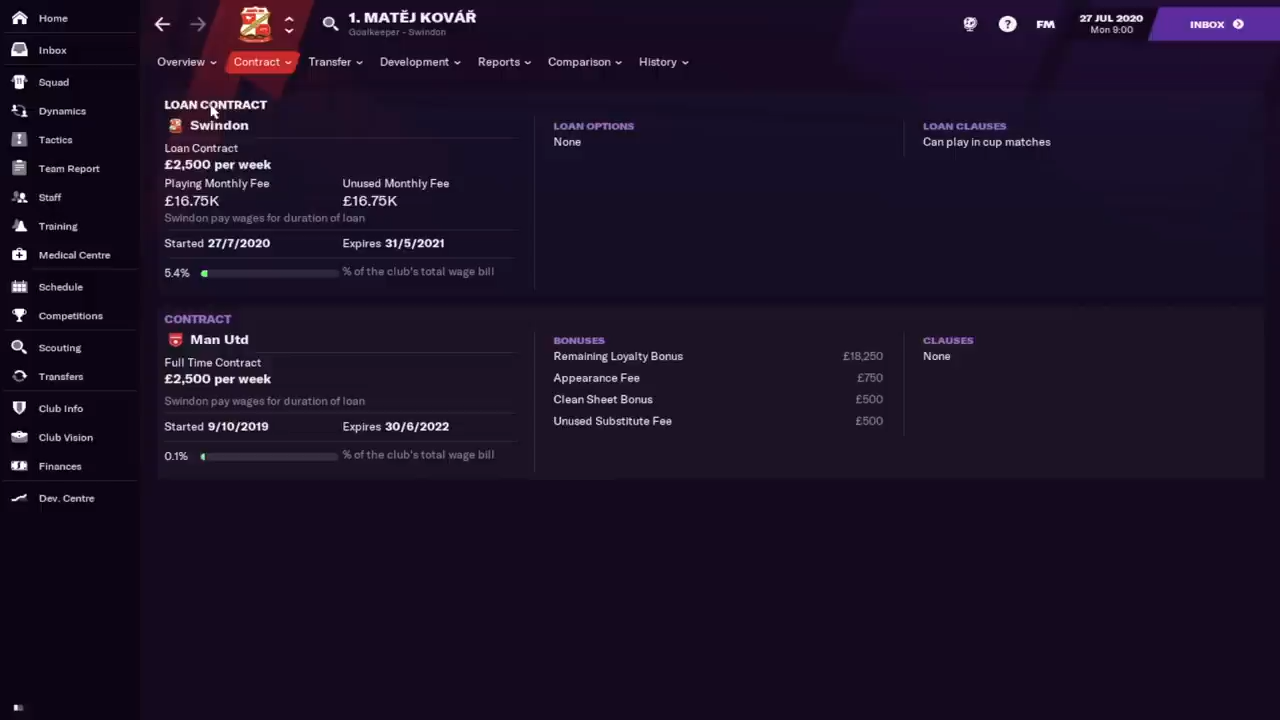 Home
Inbox
Squad
Dynamics
Tactics
Team Report
Staff
Training
Medical Centre
Schedule
Competitions
Scouting
Transfers
Club Info
Club Vision
Finances
Dev. Centre
1. MATĚJ KOVÁŘ
Goalkeeper - Swindon
FM
27 JUL 2020
Mon 9:00
INBOX
Overview
Contract
Transfer
Development
Reports
Comparison
History
LOAN CONTRACT
Swindon
Loan Contract
£2,500 per week
Playing Monthly Fee Unused Monthly Fee
£16.75K £16.75K
Swindon pay wages for duration of loan
Started 27/7/2020 Expires 31/5/2021
5.4% % of the club's total wage bill
LOAN OPTIONS
None
LOAN CLAUSES
Can play in cup matches
CONTRACT
Man Utd
Full Time Contract
£2,500 per week
Swindon pay wages for duration of loan
Started 9/10/2019 Expires 30/6/2022
0.1% % of the club's total wage bill
BONUSES
Remaining Loyalty Bonus £18,250
Appearance Fee £750
Clean Sheet Bonus £500
Unused Substitute Fee £500
CLAUSES
None